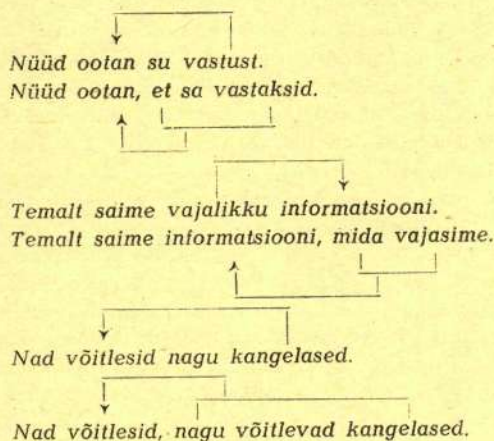 Nüüd ootan su vastust.
Nüüd ootan, et sa vastaksid.
Temalt saime vajalikku informatsiooni.
Temalt saime informatsiooni, mida vajasime.
Nad võitlesid nagu kangelased.
Nad võitlesid, nagu võitlevad kangelased.